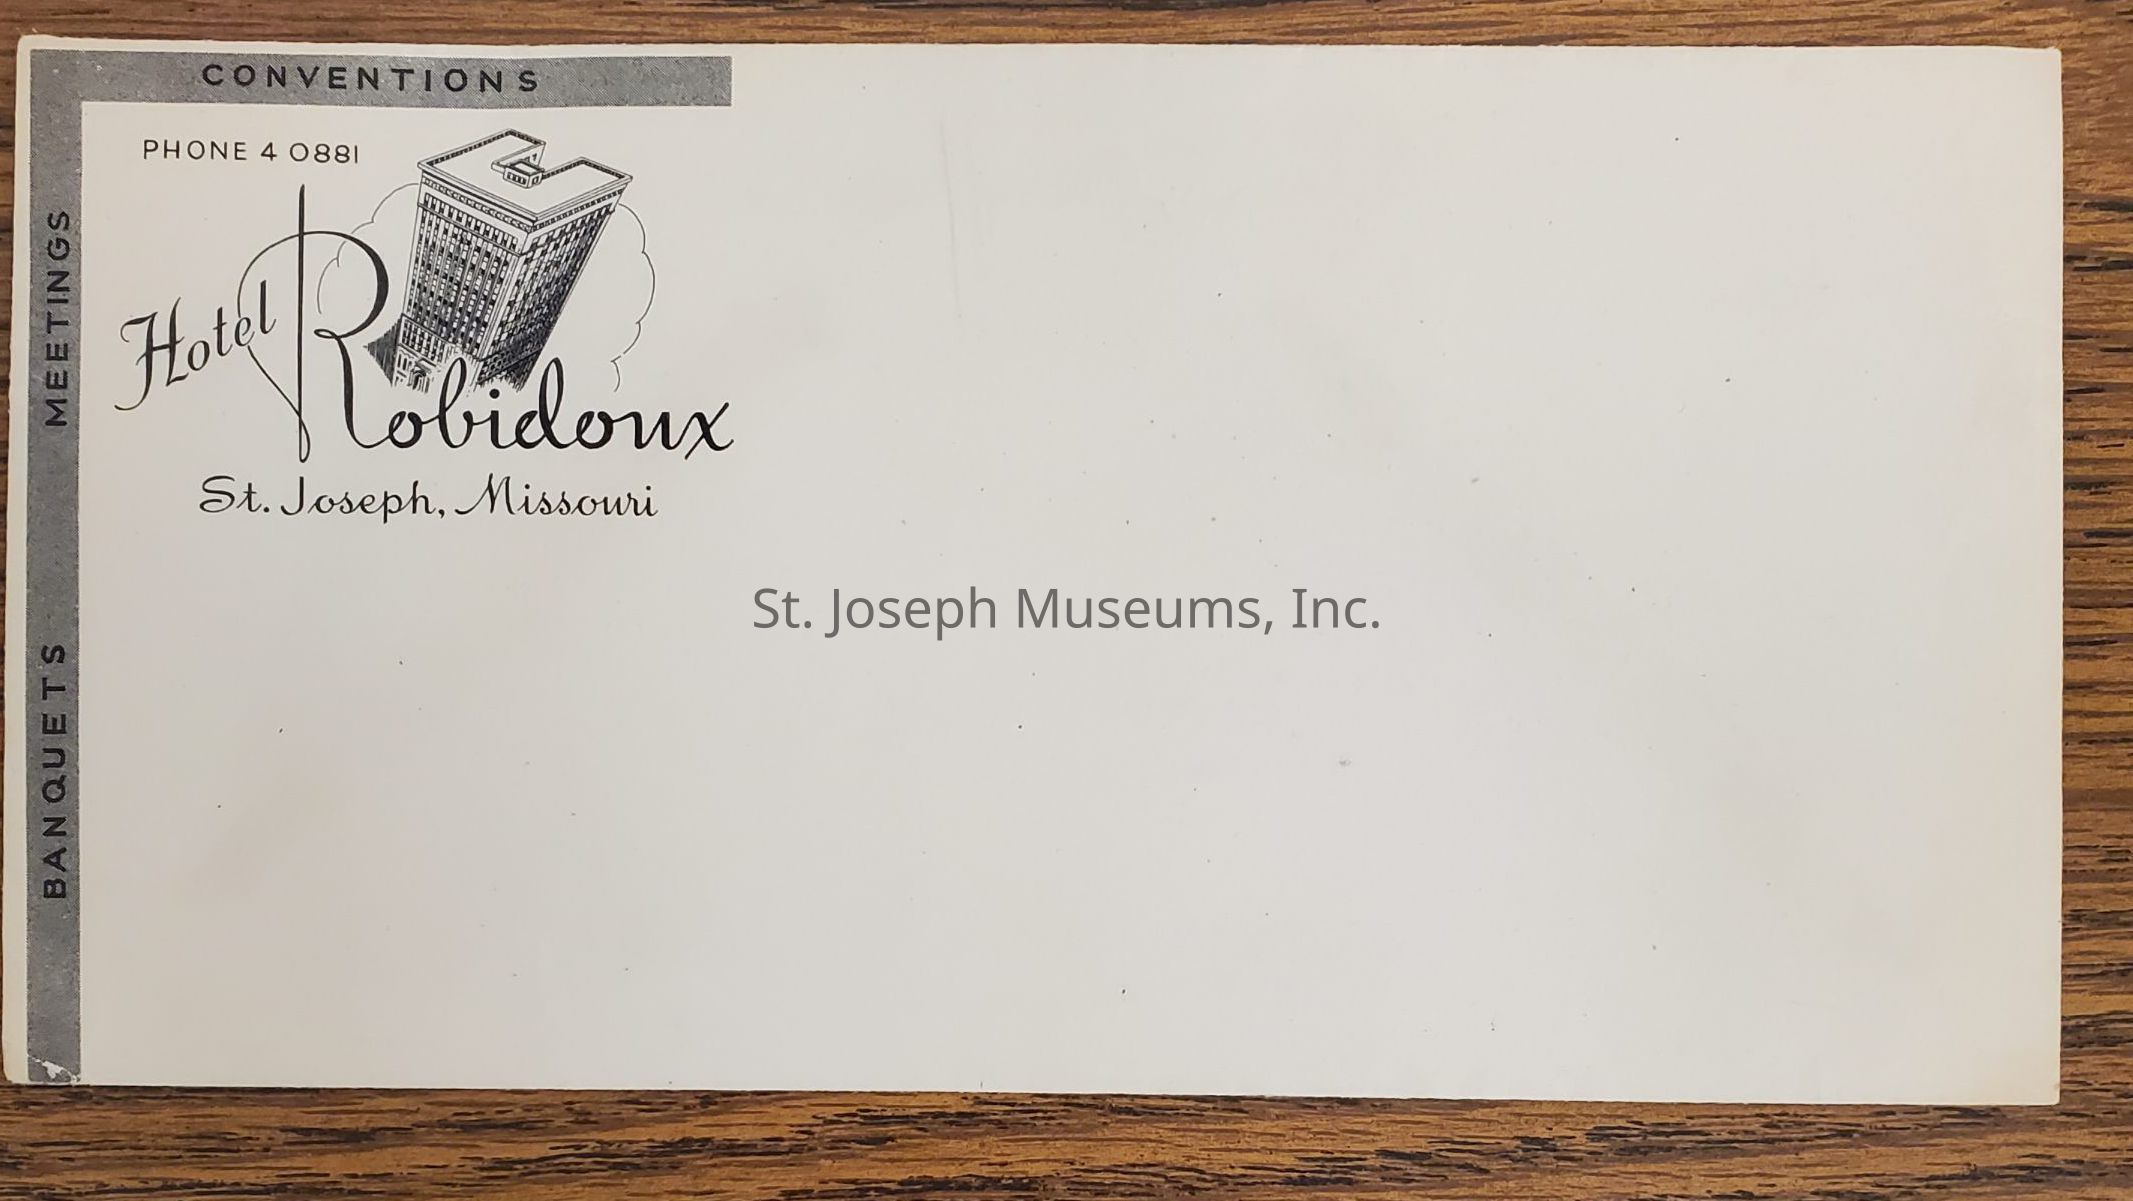 CONVENTIONS
MEETINGS
BANQUETS
PHONE 4 0881
Hotel Robidoux
St. Joseph, Missouri
St. Joseph Museums, Inc.